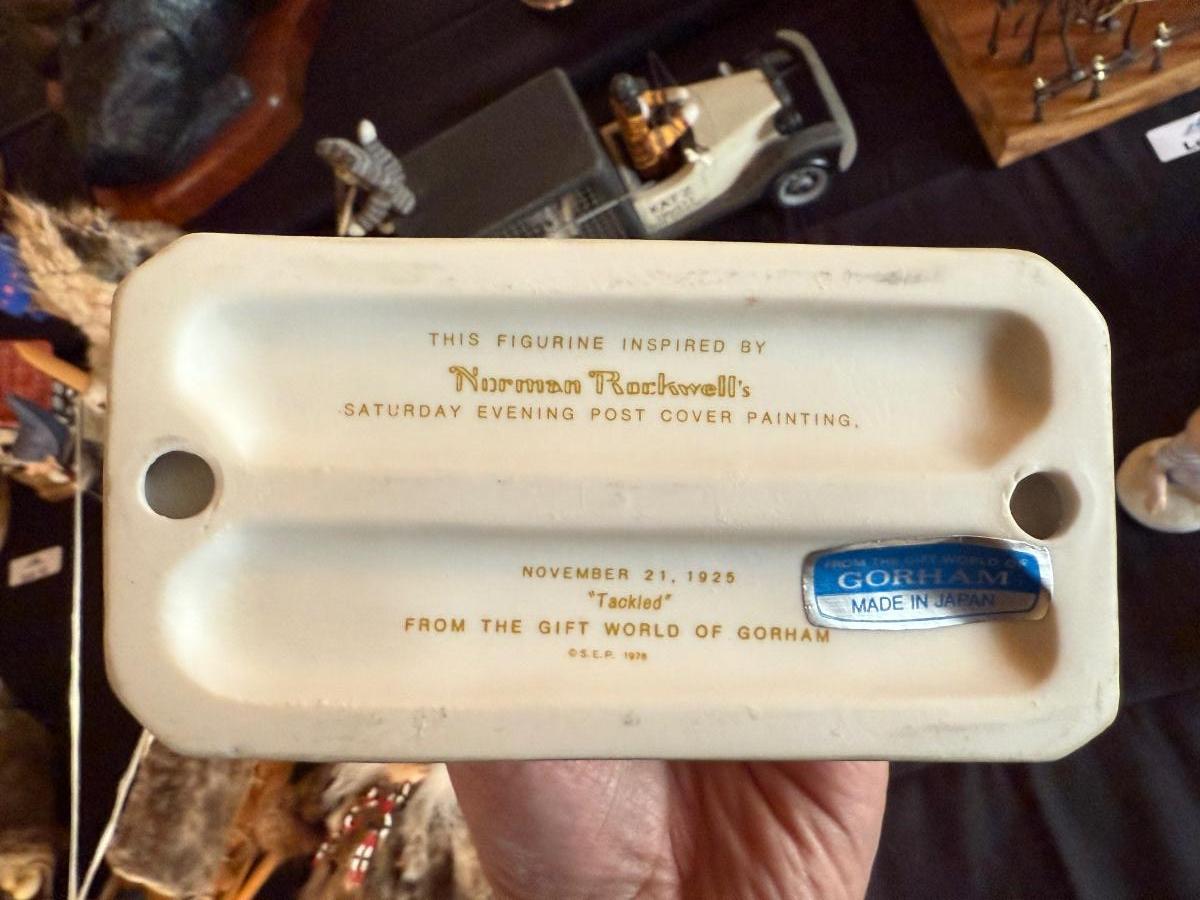 THIS FIGURINE INSPIRED BY
Norman Rockwell's
SATURDAY EVENING POST COVER PAINTING,
NOVEMBER 21, 1925
"Tackled"
FROM THE GIFT WORLD OF GORHAM
©S.E.P. 1978
FROM THE GIFT WORLD OF
GORHAM
MADE IN JAPAN